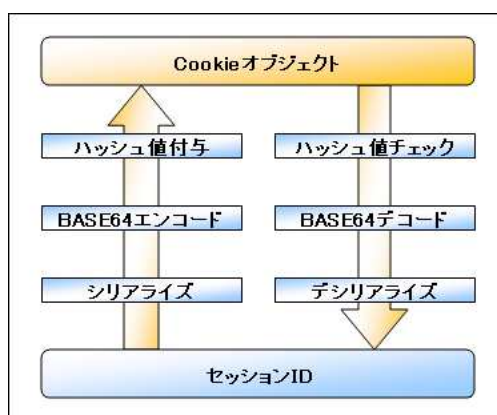 Cookieオブジェクト
ハッシュ値付与
ハッシュ値チェック
BASE64エンコード
BASE64デコード
シリアライズ
デシリアライズ
セッションID